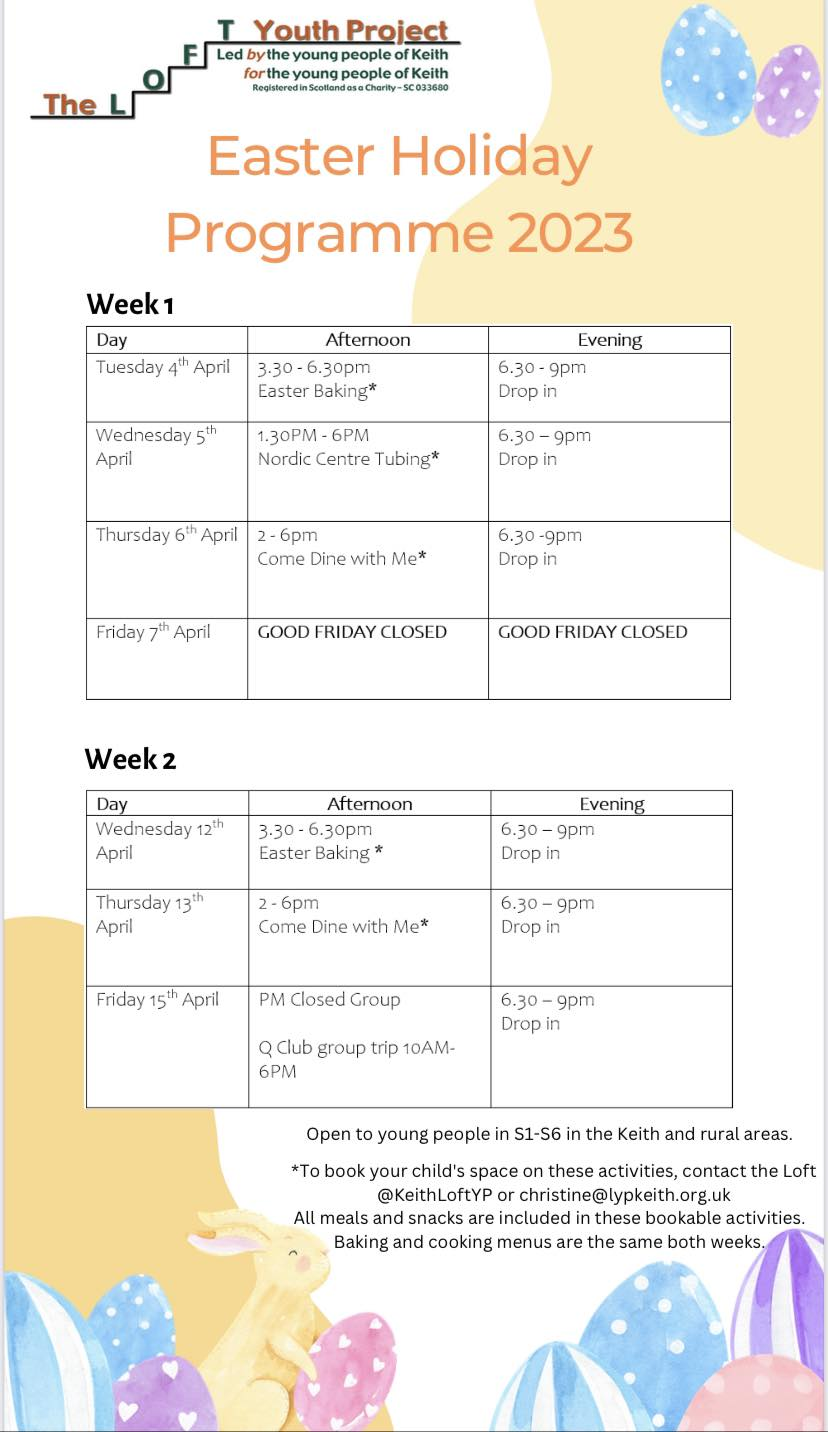 The LOFT Youth Project
Led by the young people of Keith
for the young people of Keith
Registered in Scotland as a Charity – SC 033680
Easter Holiday
Programme 2023
Week 1
Day Afternoon Evening
Tuesday 4th April 3.30 - 6.30pm 6.30 - 9pm
Easter Baking* Drop in
Wednesday 5th 1.30PM - 6PM 6.30 – 9pm
April Nordic Centre Tubing* Drop in
Thursday 6th April 2 - 6pm 6.30 -9pm
Come Dine with Me* Drop in
Friday 7th April GOOD FRIDAY CLOSED GOOD FRIDAY CLOSED
Week 2
Day Afternoon Evening
Wednesday 12th 3.30 - 6.30pm 6.30 – 9pm
April Easter Baking * Drop in
Thursday 13th 2 - 6pm 6.30 – 9pm
April Come Dine with Me* Drop in
Friday 15th April PM Closed Group 6.30 – 9pm
Drop in
Q Club group trip 10AM-
6PM
Open to young people in S1-S6 in the Keith and rural areas.
*To book your child's space on these activities, contact the Loft
@KeithLoftYP or christine@lypkeith.org.uk
All meals and snacks are included in these bookable activities.
Baking and cooking menus are the same both weeks.